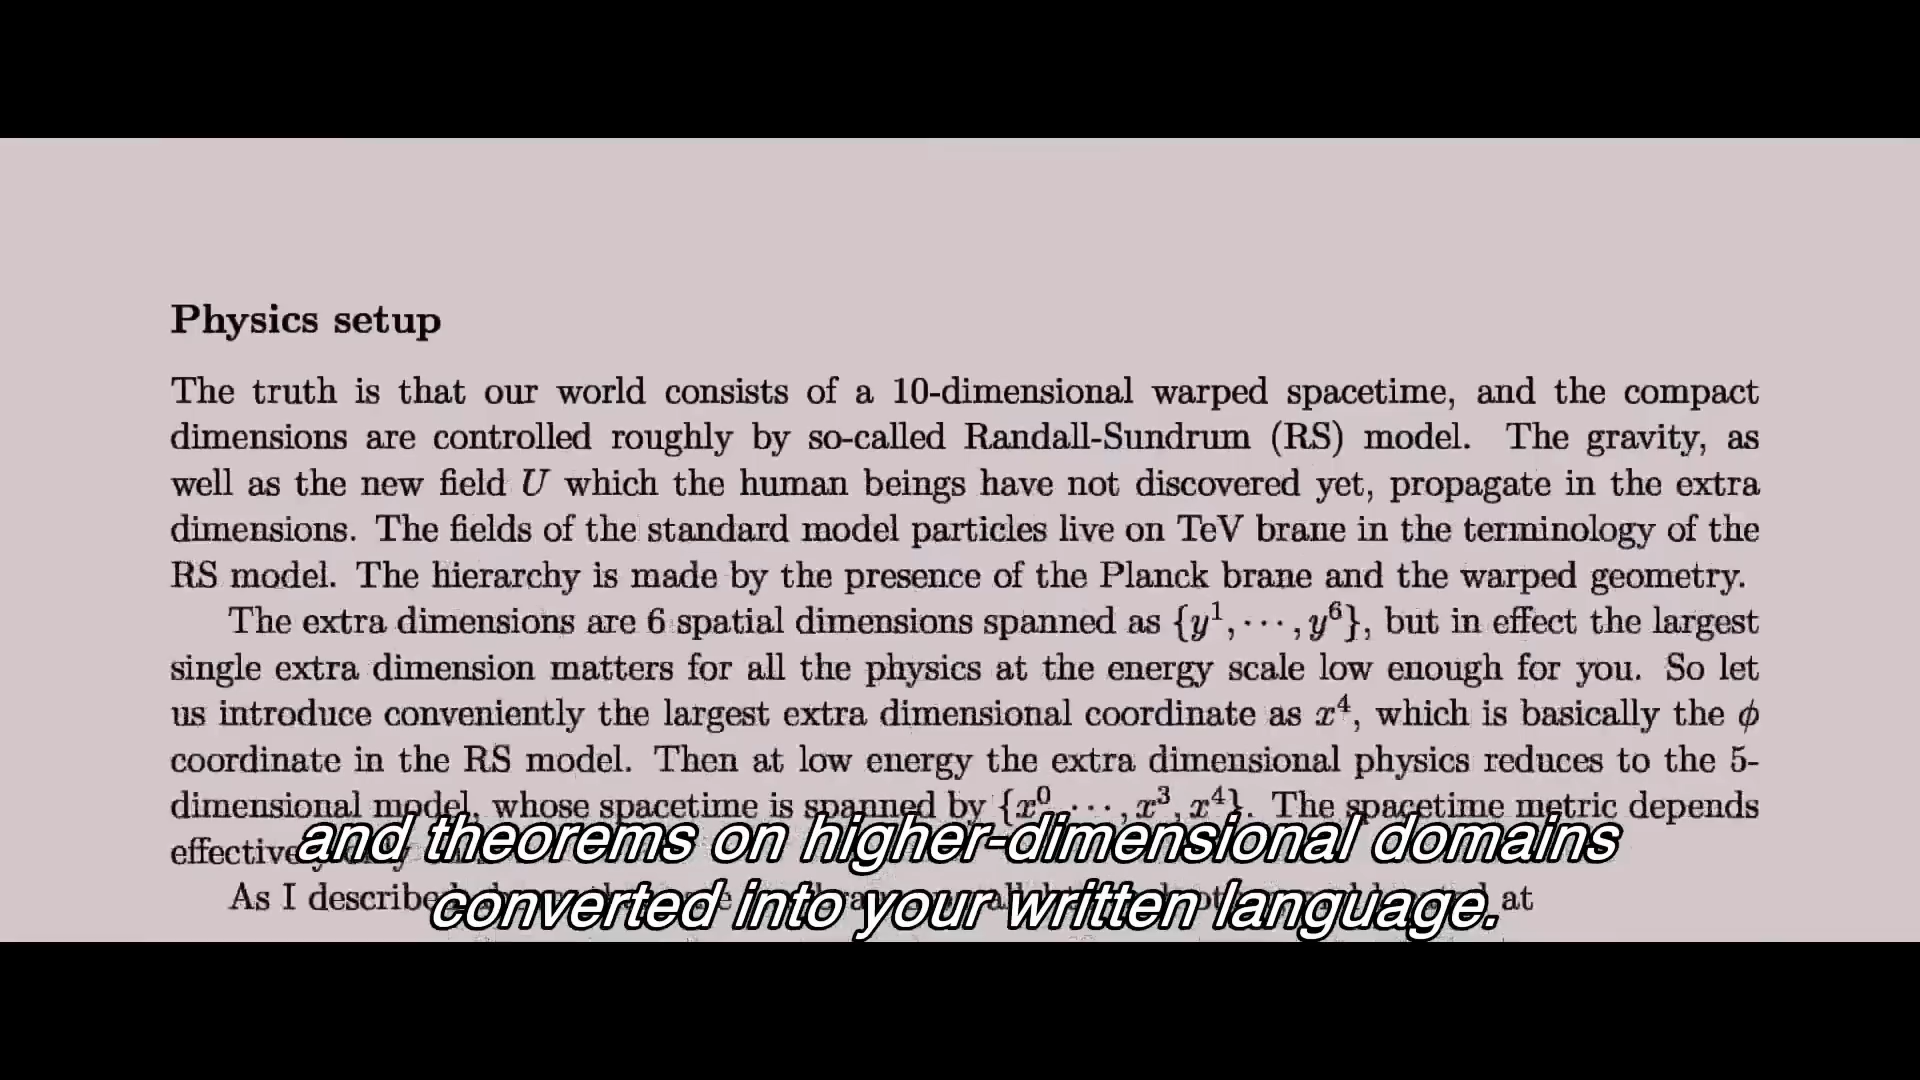 Physics setup
The truth is that our world consists of a 10-dimensional warped spacetime, and the compact
dimensions are controlled roughly by so-called Randall-Sundrum (RS) model. The gravity, as
well as the new field U which the human beings have not discovered yet, propagate in the extra
dimensions. The fields of the standard model particles live on TeV brane in the terminology of the
RS model. The hierarchy is made by the presence of the Planck brane and the warped geometry.
The extra dimensions are 6 spatial dimensions spanned as {y¹, ⋯ , y⁶}, but in effect the largest
single extra dimension matters for all the physics at the energy scale low enough for you. So let
us introduce conveniently the largest extra dimensional coordinate as x⁴, which is basically the ϕ
coordinate in the RS model. Then at low energy the extra dimensional physics reduces to the 5-
dimensional model, whose spacetime is spanned by {x⁰, ⋯ , x³, x⁴}. The spacetime metric depends
and theorems on higher-dimensional domains
As I at
converted into your written language.